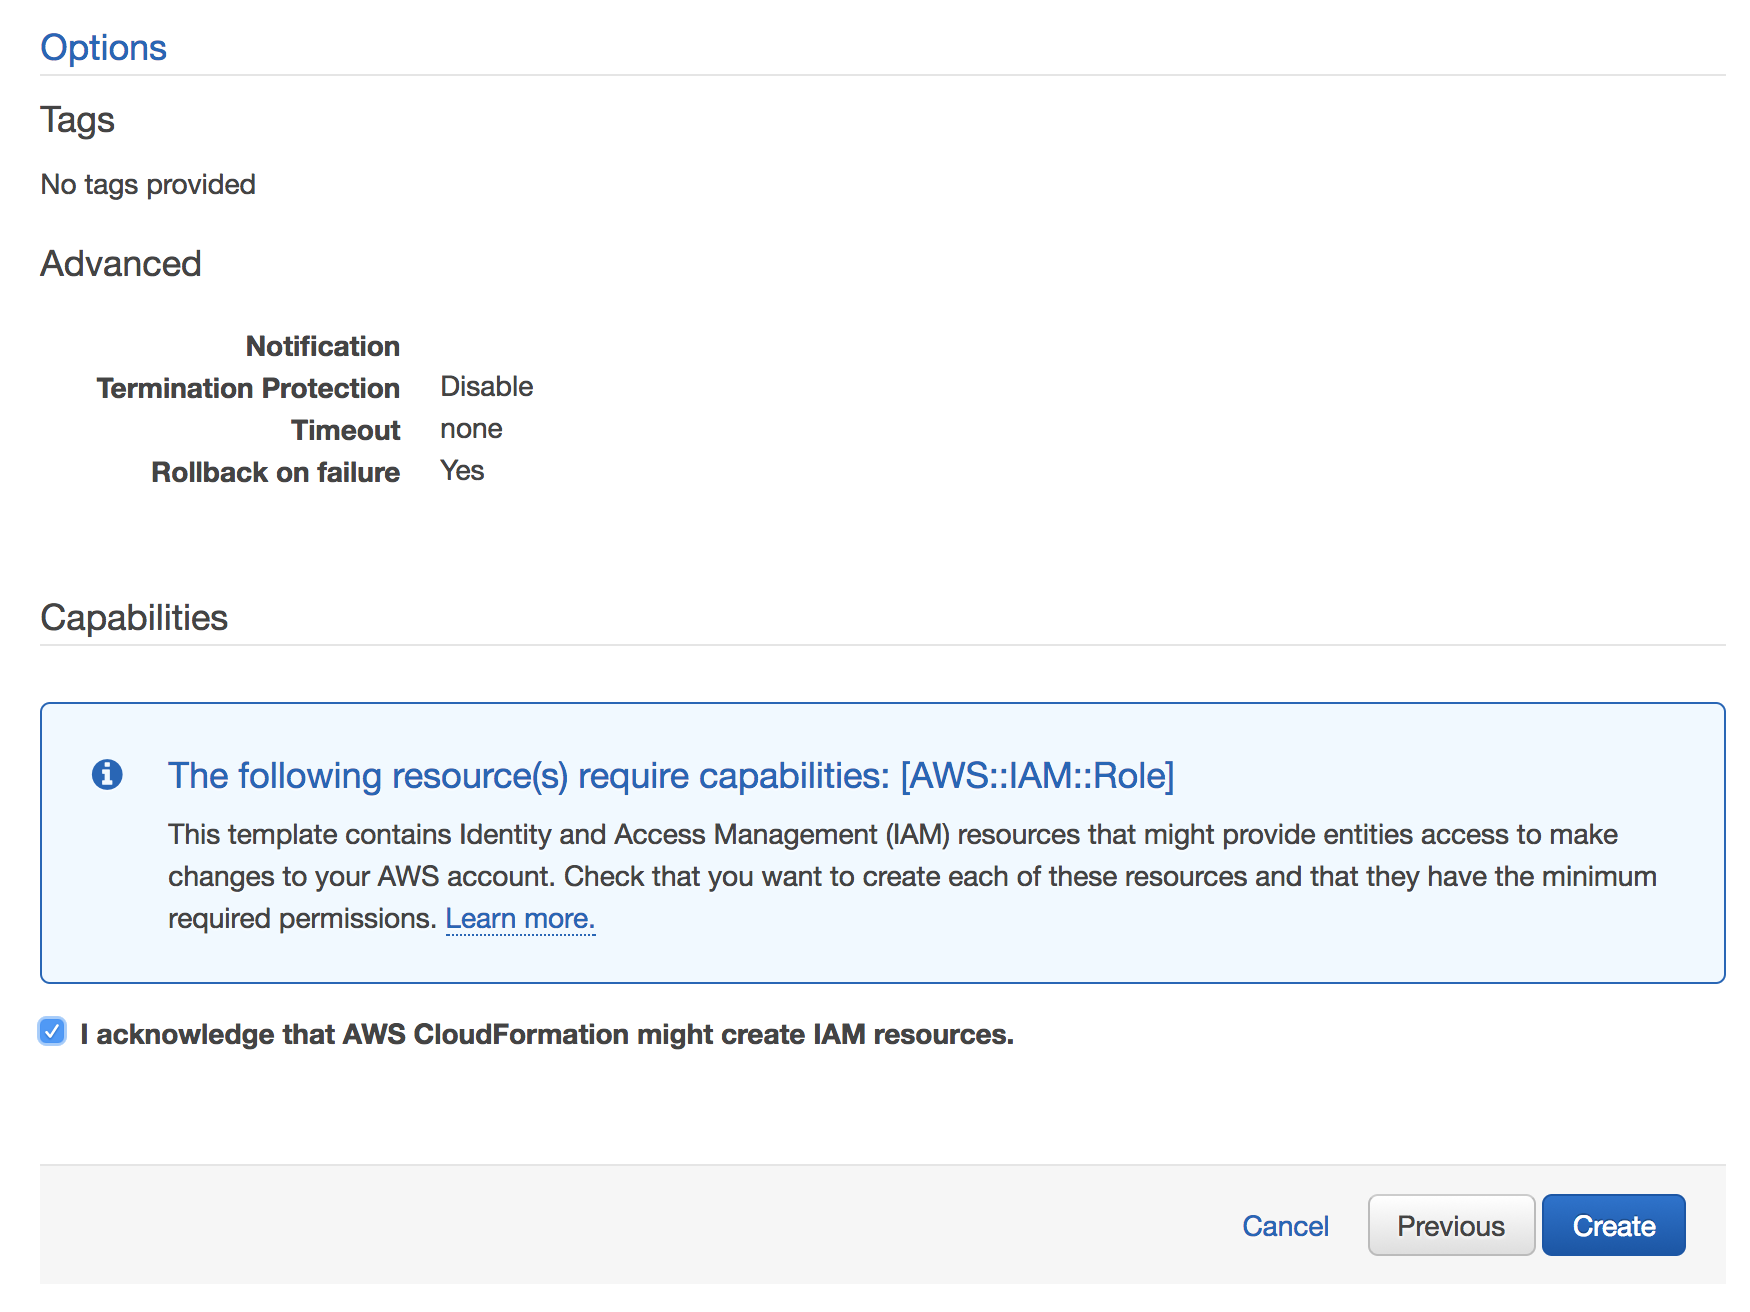 Options
Tags
No tags provided
Advanced
Notification
Termination Protection Disable
Timeout none
Rollback on failure Yes
Capabilities
The following resource(s) require capabilities: [AWS::IAM::Role]
This template contains Identity and Access Management (IAM) resources that might provide entities access to make
changes to your AWS account. Check that you want to create each of these resources and that they have the minimum
required permissions. Learn more.
I acknowledge that AWS CloudFormation might create IAM resources.
Cancel Previous Create